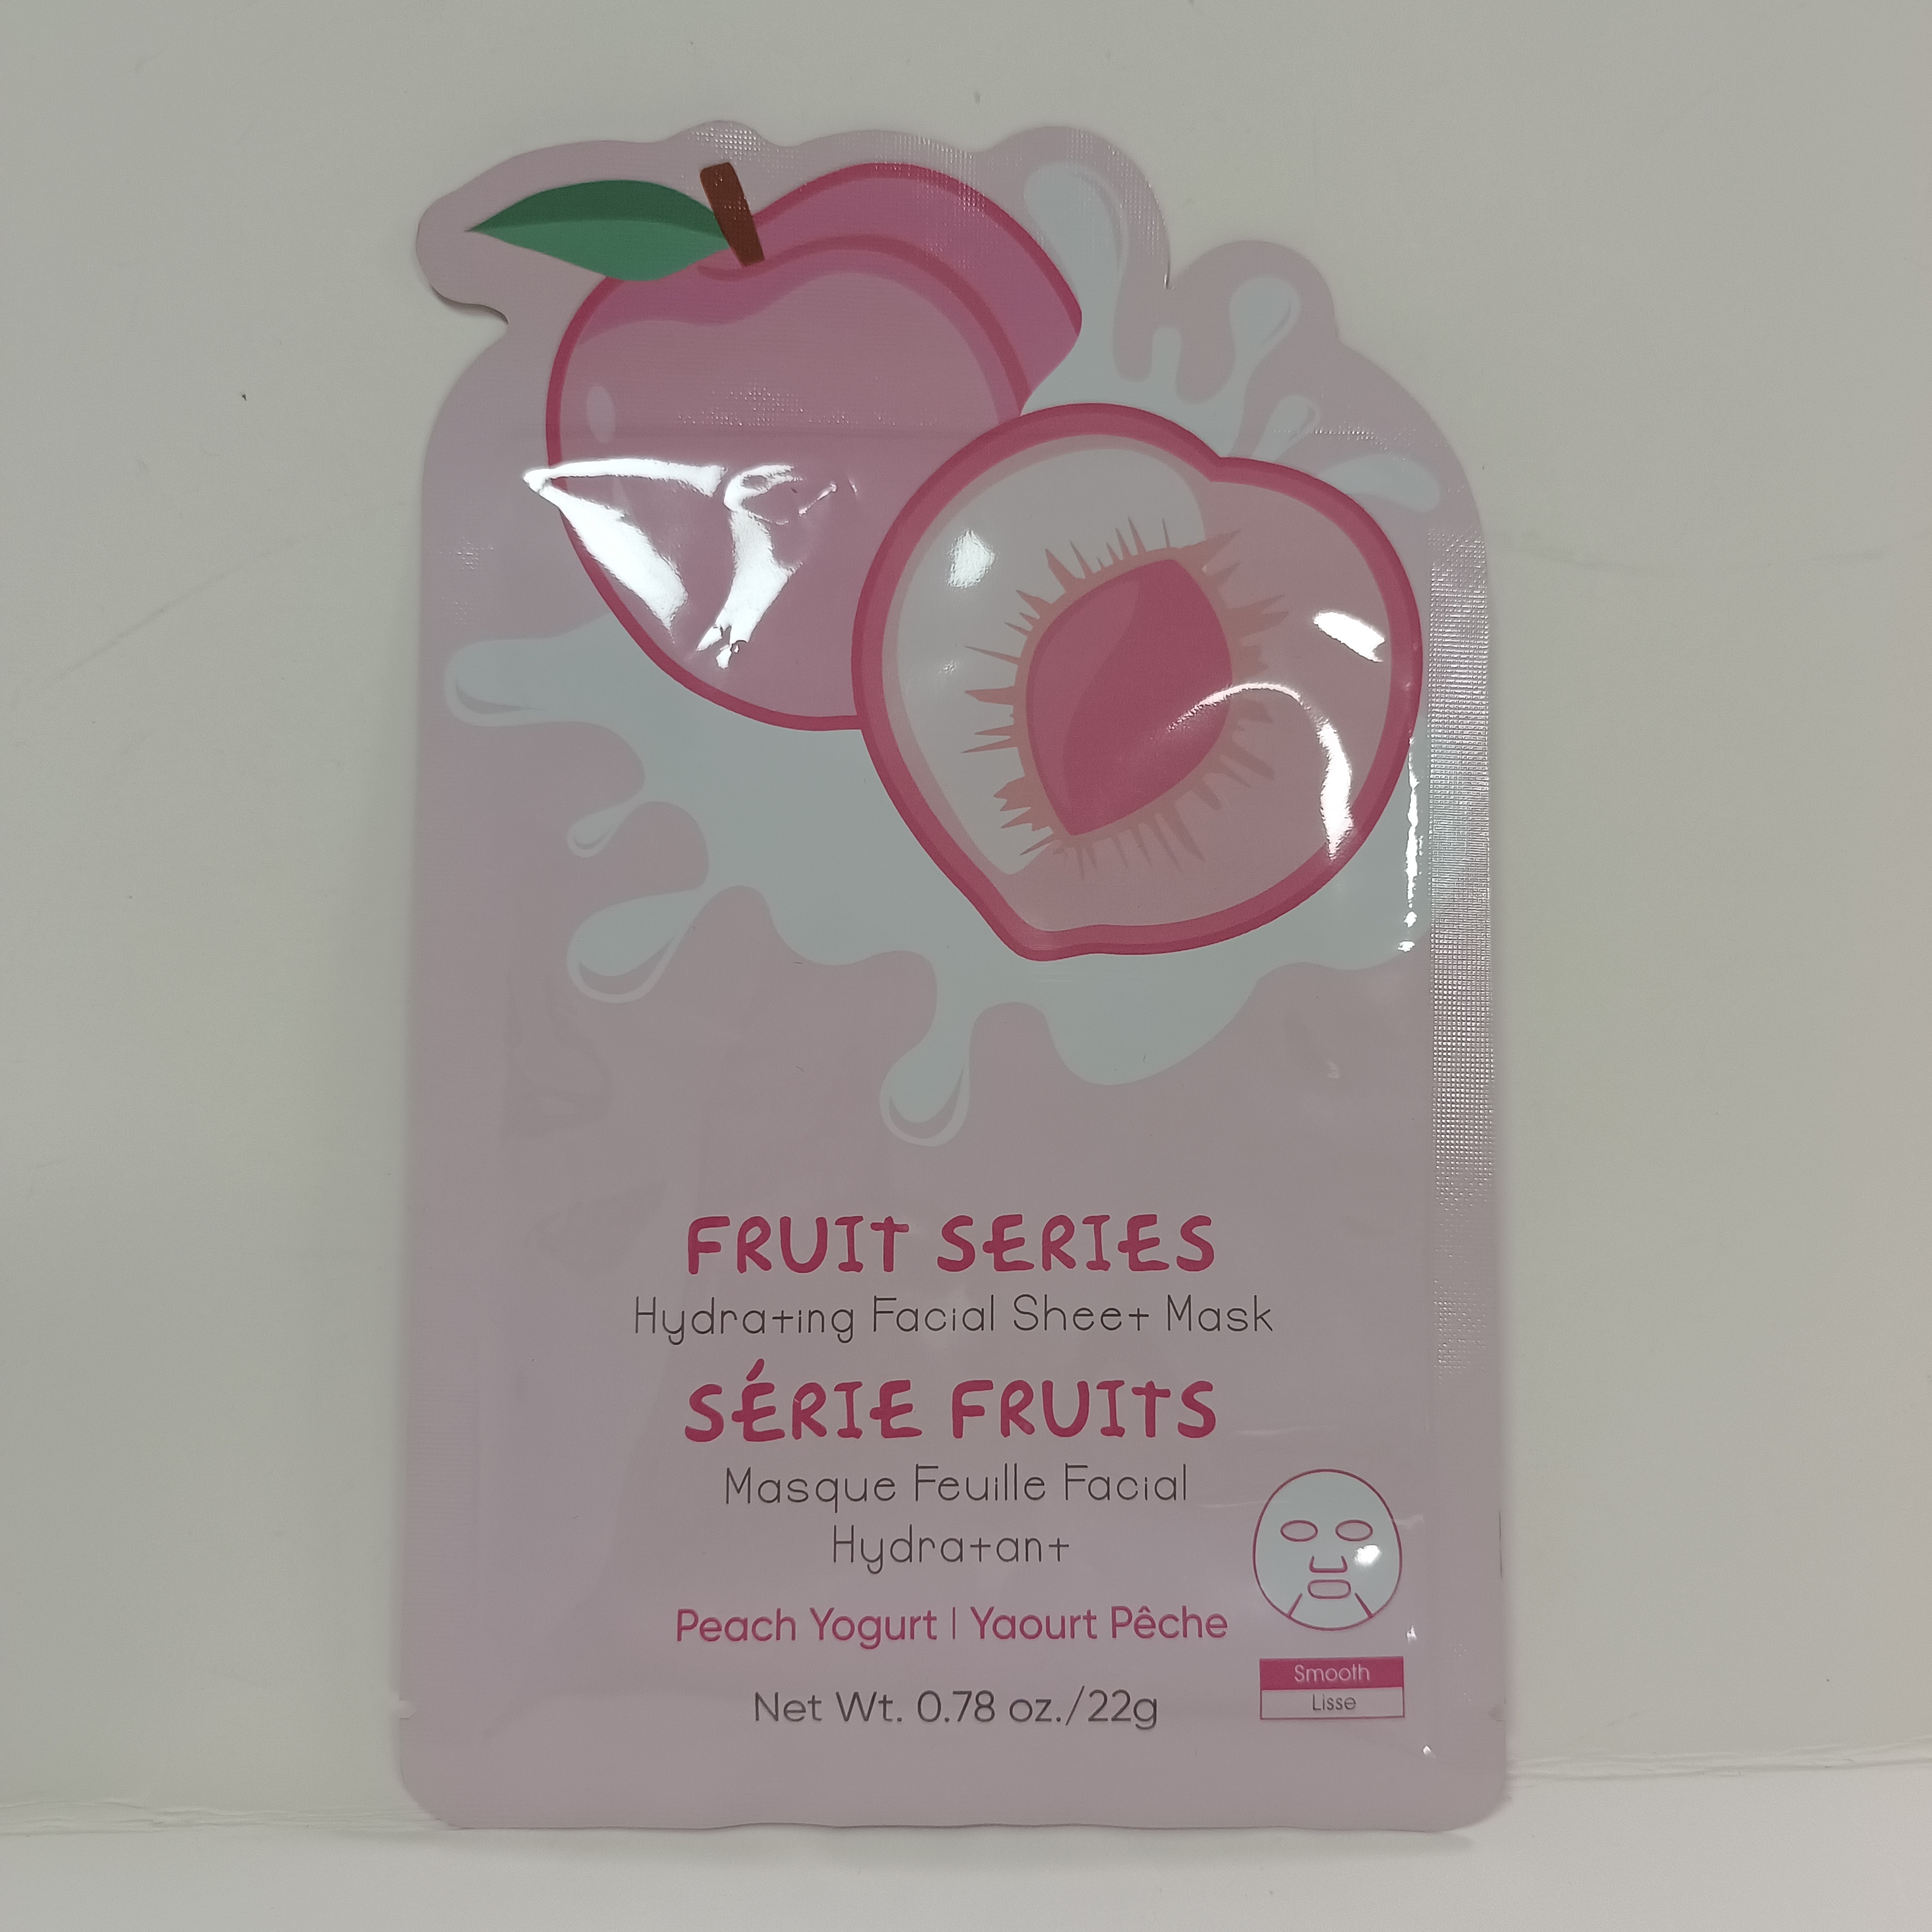 FRUIT SERIES
Hydrating Facial Sheet Mask
SÉRIE FRUITS
Masque Feuille Facial
Hydratant
Peach Yogurt | Yaourt Pêche
Net Wt. 0.78 oz./22g
Smooth
Lisse